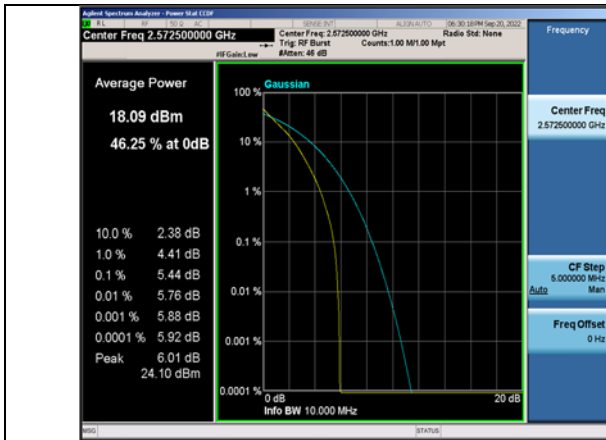 Agilent Spectrum Analyzer - Power Stat CCDF
RL RF 50 Ω AC SENSE:INT ALIGN AUTO 06:30:18 PM Sep 20, 2022
Center Freq 2.572500000 GHz
Center Freq: 2.572500000 GHz Radio Std: None
Trig: RF Burst Counts:1.00 M/1.00 Mpt
#IFGain:Low #Atten: 46 dB
Frequency
Average Power
18.09 dBm
46.25 % at 0dB
10.0 % 2.38 dB
1.0 % 4.41 dB
0.1 % 5.44 dB
0.01 % 5.76 dB
0.001 % 5.88 dB
0.0001 % 5.92 dB
Peak 6.01 dB
24.10 dBm
Gaussian
100 %
10 %
1 %
0.1 %
0.01 %
0.001 %
0.0001 %
0 dB 20 dB
Info BW 10.000 MHz
Center Freq
2.572500000 GHz
CF Step
5.000000 MHz
Auto Man
Freq Offset
0 Hz
MSG STATUS